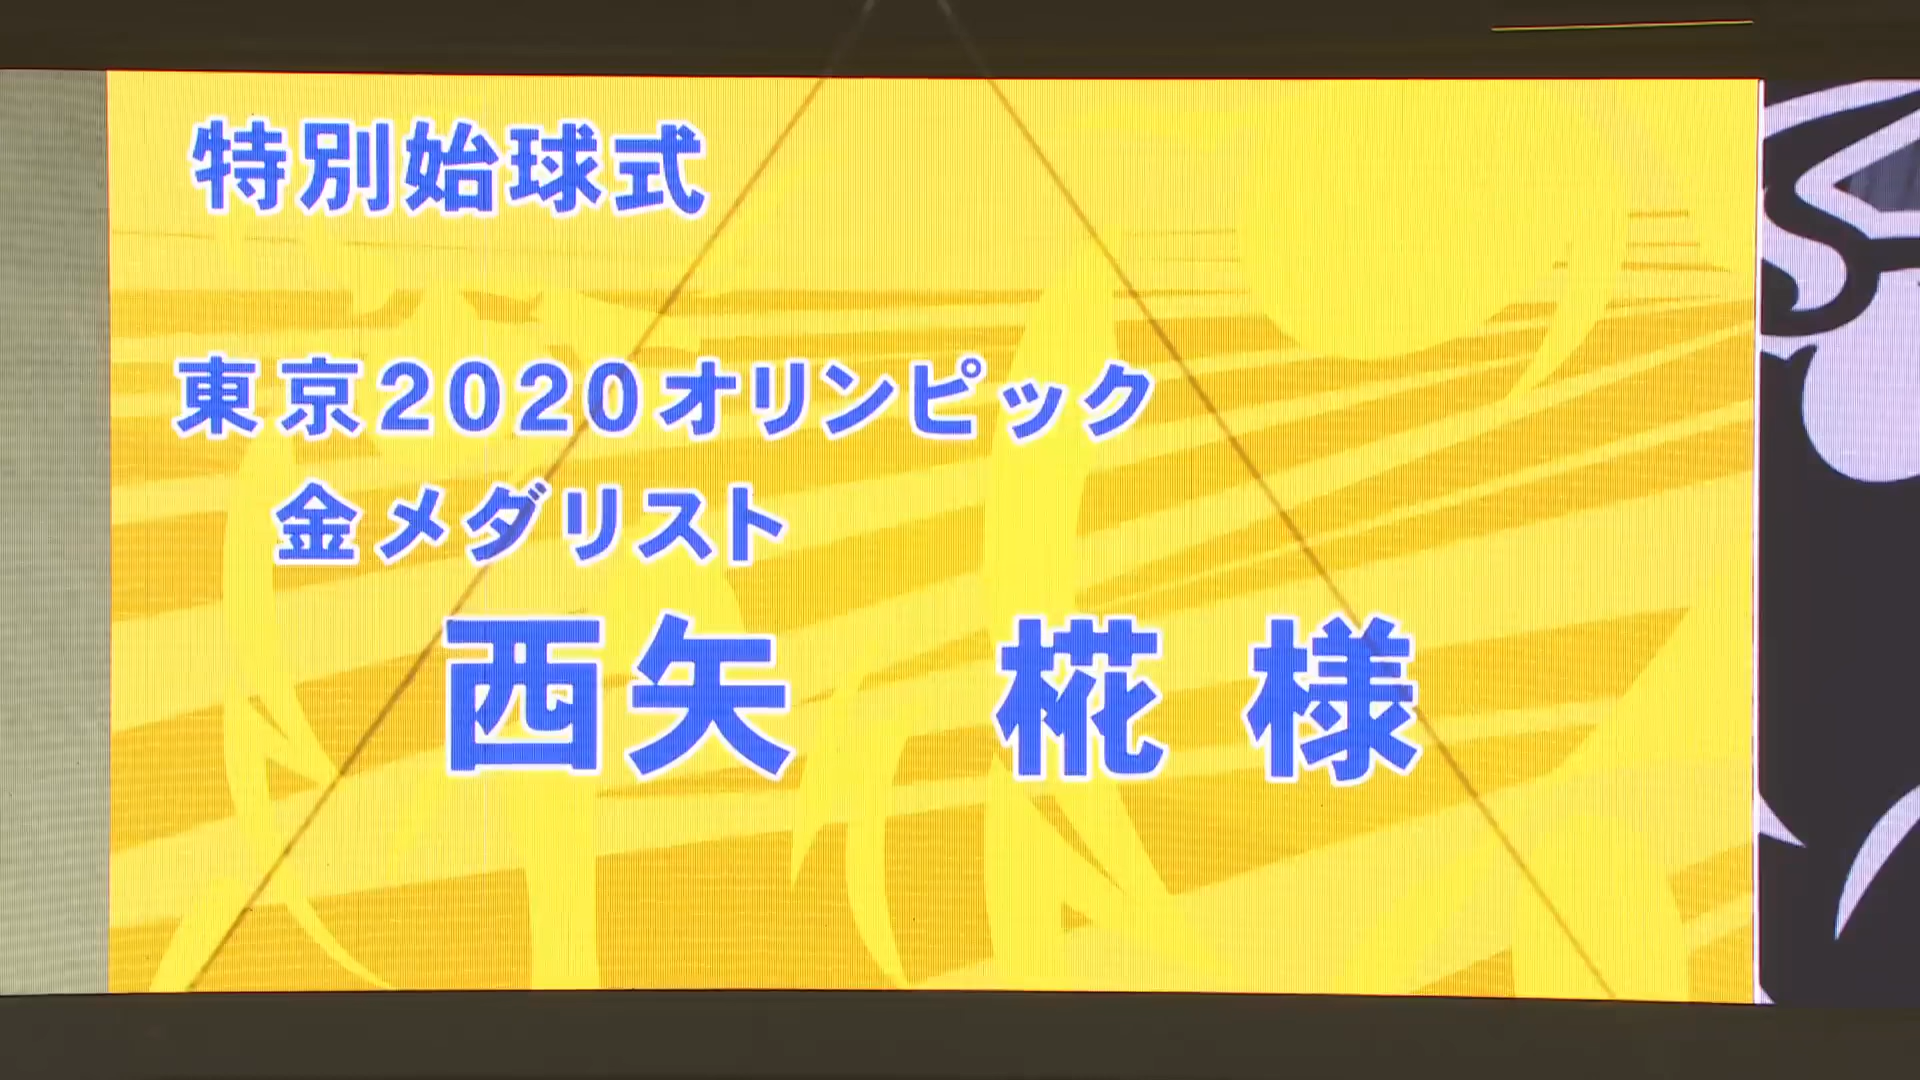 特別始球式
東京2020オリンピック
金メダリスト
西矢 椛 様